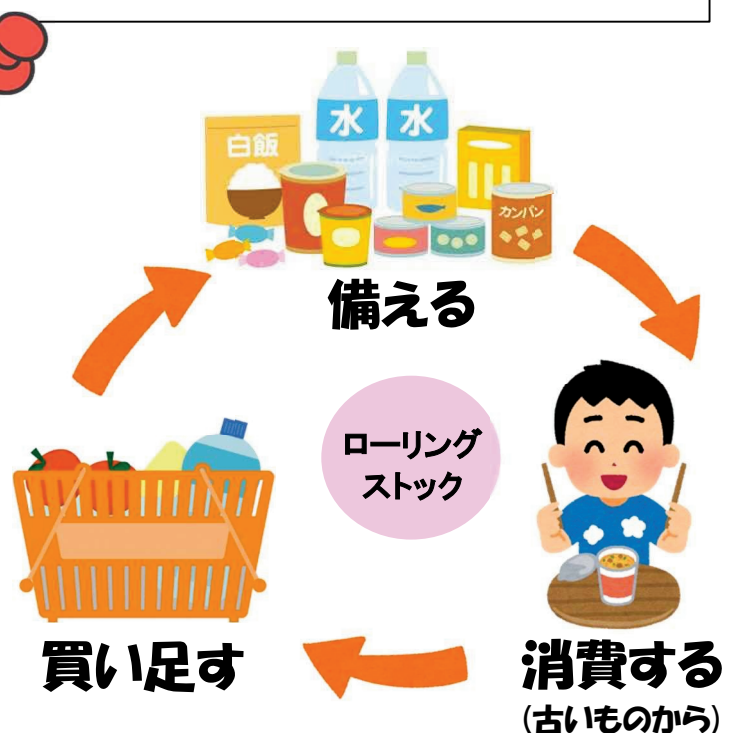 白飯
水
水
カンパン
備える
ローリング
ストック
買い足す
消費する
(古いものから)